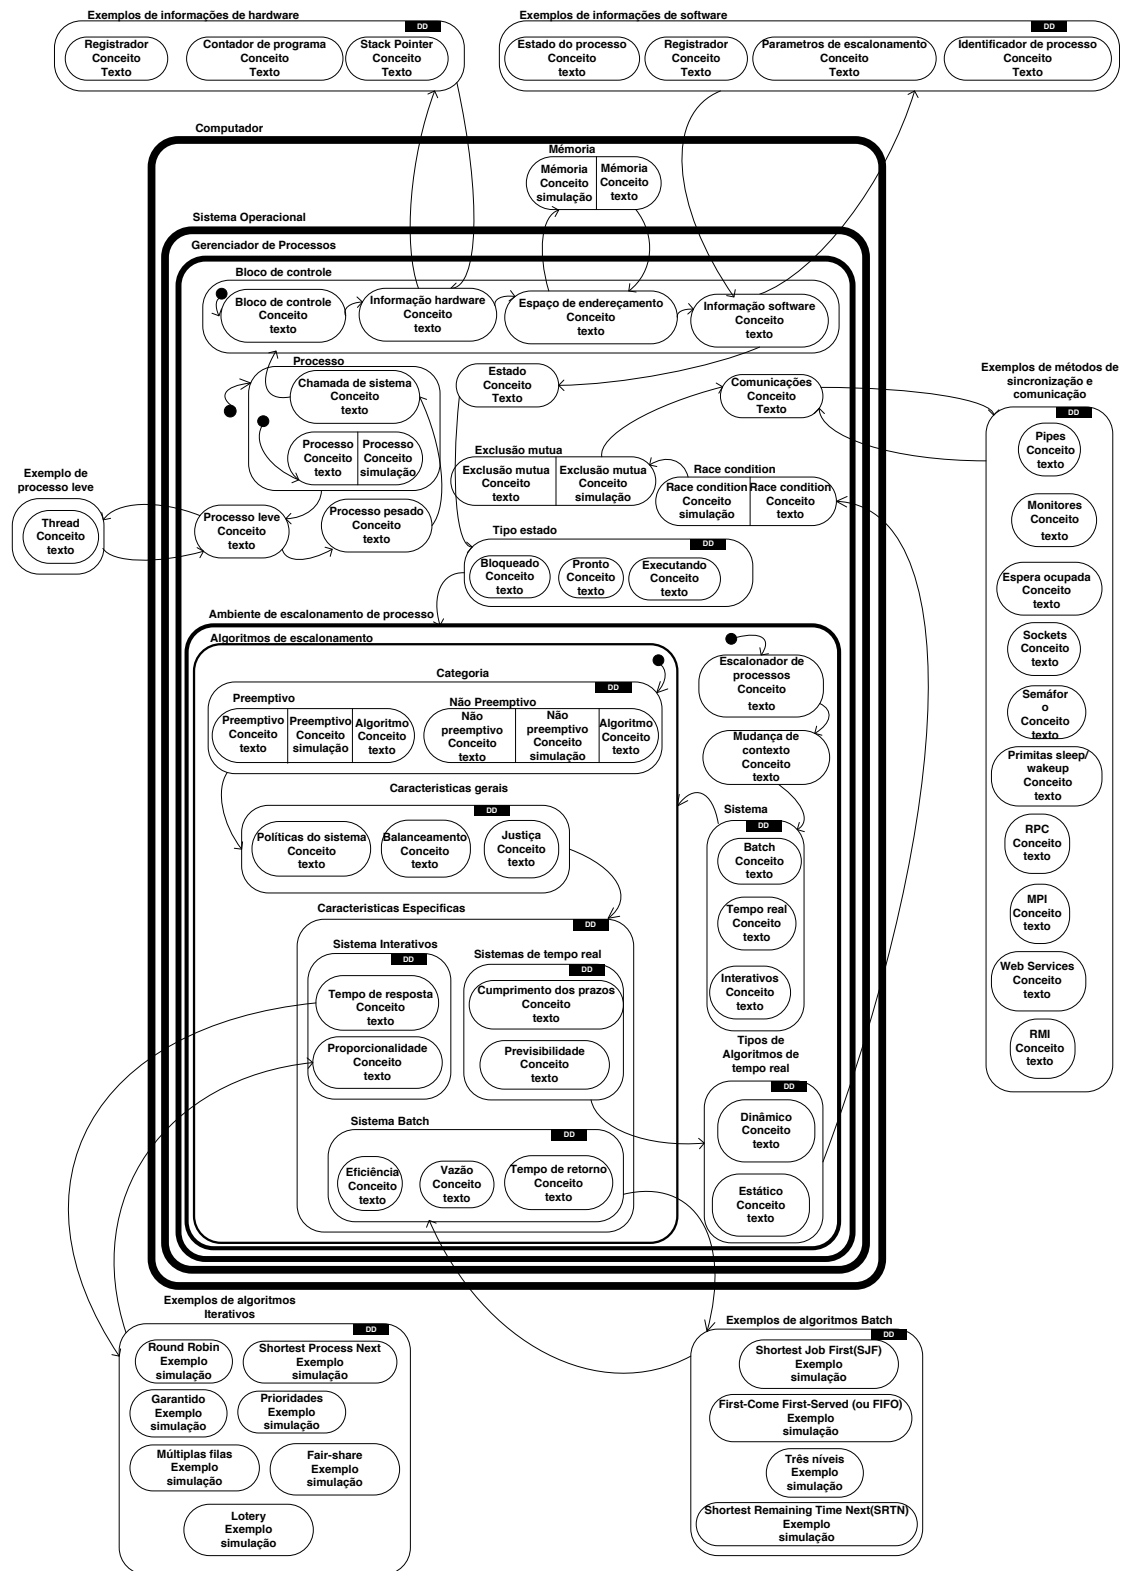 Exemplos de informações de hardware
DD
Registrador
Conceito
Texto
Contador de programa
Conceito
Texto
Stack Pointer
Conceito
Texto
Exemplos de informações de software
DD
Estado do processo
Conceito
texto
Registrador
Conceito
Texto
Parametros de escalonamento
Conceito
Texto
Identificador de processo
Conceito
Texto
Computador
Mémoria
Mémoria
Conceito
simulação
Mémoria
Conceito
texto
Sistema Operacional
Gerenciador de Processos
Bloco de controle
Bloco de controle
Conceito
texto
Informação hardware
Conceito
texto
Espaço de endereçamento
Conceito
texto
Informação software
Conceito
texto
Processo
Chamada de sistema
Conceito
texto
Processo
Conceito
texto
Processo
Conceito
simulação
Estado
Conceito
Texto
Comunicações
Conceito
Texto
Exclusão mutua
Exclusão mutua
Conceito
texto
Exclusão mutua
Conceito
simulação
Race condition
Race condition
Conceito
simulação
Race condition
Conceito
texto
Exemplo de
processo leve
Thread
Conceito
texto
Processo leve
Conceito
texto
Processo pesado
Conceito
texto
Tipo estado
DD
Bloqueado
Conceito
texto
Pronto
Conceito
texto
Executando
Conceito
texto
Exemplos de métodos de
sincronização e
comunicação
DD
Pipes
Conceito
texto
Monitores
Conceito
texto
Espera ocupada
Conceito
texto
Sockets
Conceito
texto
Semáfor
o
Conceito
texto
Primitas sleep/
wakeup
Conceito
texto
RPC
Conceito
texto
MPI
Conceito
texto
Web Services
Conceito
texto
RMI
Conceito
texto
Ambiente de escalonamento de processo
Algoritmos de escalonamento
Categoria
DD
Preemptivo
Preemptivo
Conceito
texto
Preemptivo
Conceito
simulação
Algoritmo
Conceito
texto
Não Preemptivo
Não
preemptivo
Conceito
texto
Não
preemptivo
Conceito
simulação
Algoritmo
Conceito
texto
Escalonador de
processos
Conceito
texto
Mudança de
contexto
Conceito
texto
Caracteristicas gerais
DD
Políticas do sistema
Conceito
texto
Balanceamento
Conceito
texto
Justiça
Conceito
texto
Sistema
DD
Batch
Conceito
texto
Tempo real
Conceito
texto
Interativos
Conceito
texto
Caracteristicas Especificas
DD
Sistema Interativos
DD
Tempo de resposta
Conceito
texto
Proporcionalidade
Conceito
texto
Sistemas de tempo real
DD
Cumprimento dos prazos
Conceito
texto
Previsibilidade
Conceito
texto
Tipos de
Algoritmos de
tempo real
DD
Dinâmico
Conceito
texto
Estático
Conceito
texto
Sistema Batch
DD
Eficiência
Conceito
texto
Vazão
Conceito
texto
Tempo de retorno
Conceito
texto
Exemplos de algoritmos
Iterativos
DD
Round Robin
Exemplo
simulação
Shortest Process Next
Exemplo
simulação
Garantido
Exemplo
simulação
Prioridades
Exemplo
simulação
Múltiplas filas
Exemplo
simulação
Fair-share
Exemplo
simulação
Lotery
Exemplo
simulação
Exemplos de algoritmos Batch
DD
Shortest Job First(SJF)
Exemplo
simulação
First-Come First-Served (ou FIFO)
Exemplo
simulação
Três níveis
Exemplo
simulação
Shortest Remaining Time Next(SRTN)
Exemplo
simulação